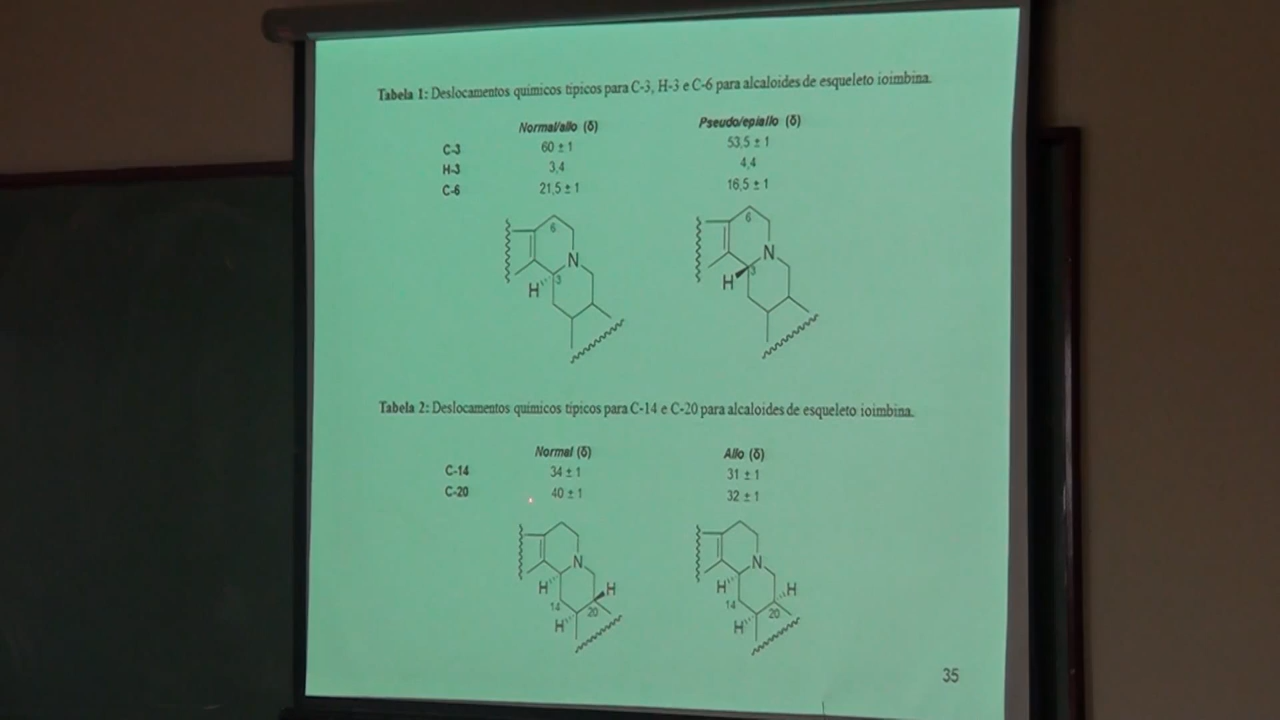 Tabela 1: Deslocamentos químicos típicos para C-3, H-3 e C-6 para alcaloides de esqueleto ioimbina.
Normal/allo (δ) Pseudo/epiallo (δ)
C-3 60 ± 1 53,5 ± 1
H-3 3,4 4,4
C-6 21,5 ± 1 16,5 ± 1
6 6
N N
H 3 H 3
Tabela 2: Deslocamentos químicos típicos para C-14 e C-20 para alcaloides de esqueleto ioimbina.
Normal (δ) Allo (δ)
C-14 34 ± 1 31 ± 1
C-20 40 ± 1 32 ± 1
N N
H H H H
14 20 14 20
H H
35